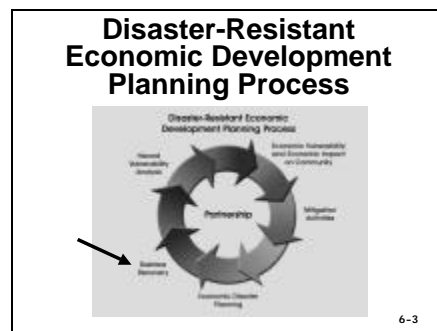 Disaster-Resistant
Economic Development
Planning Process
Disaster-Resistant Economic
Development Planning Process
Hazard
Vulnerability
Analysis
Economic Vulnerability
and Economic Impact
on Community
Partnership
Mitigation
Activities
Business
Recovery
Economic Disaster
Planning
6-3